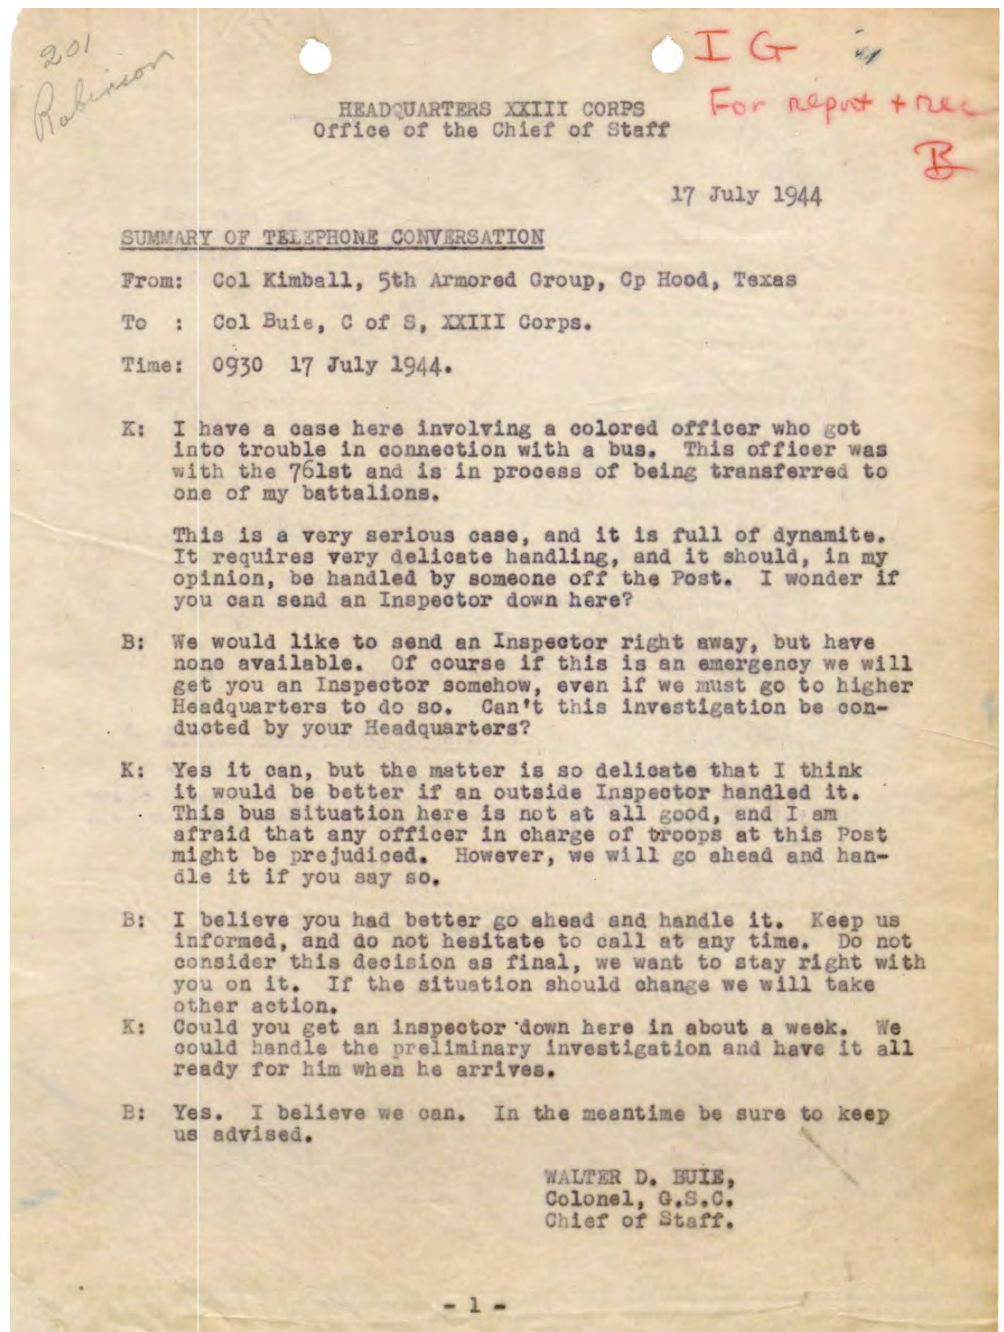 201
Robinson
I G
For report + rec
B
HEADQUARTERS XXIII CORPS
Office of the Chief of Staff
17 July 1944
SUMMARY OF TELEPHONE CONVERSATION
From: Col Kimball, 5th Armored Group, Cp Hood, Texas
To : Col Buie, C of S, XXIII Corps.
Time: 0930 17 July 1944.
K: I have a case here involving a colored officer who got
into trouble in connection with a bus. This officer was
with the 761st and is in process of being transferred to
one of my battalions.
This is a very serious case, and it is full of dynamite.
It requires very delicate handling, and it should, in my
opinion, be handled by someone off the Post. I wonder if
you can send an Inspector down here?
B: We would like to send an Inspector right away, but have
none available. Of course if this is an emergency we will
get you an Inspector somehow, even if we must go to higher
Headquarters to do so. Can't this investigation be con-
ducted by your Headquarters?
K: Yes it can, but the matter is so delicate that I think
it would be better if an outside Inspector handled it.
This bus situation here is not at all good, and I am
afraid that any officer in charge of troops at this Post
might be prejudiced. However, we will go ahead and han-
dle it if you say so.
B: I believe you had better go ahead and handle it. Keep us
informed, and do not hesitate to call at any time. Do not
consider this decision as final, we want to stay right with
you on it. If the situation should change we will take
other action.
K: Could you get an inspector down here in about a week. We
could handle the preliminary investigation and have it all
ready for him when he arrives.
B: Yes. I believe we can. In the meantime be sure to keep
us advised.
WALTER D. BUIE,
Colonel, G.S.C.
Chief of Staff.
- 1 -